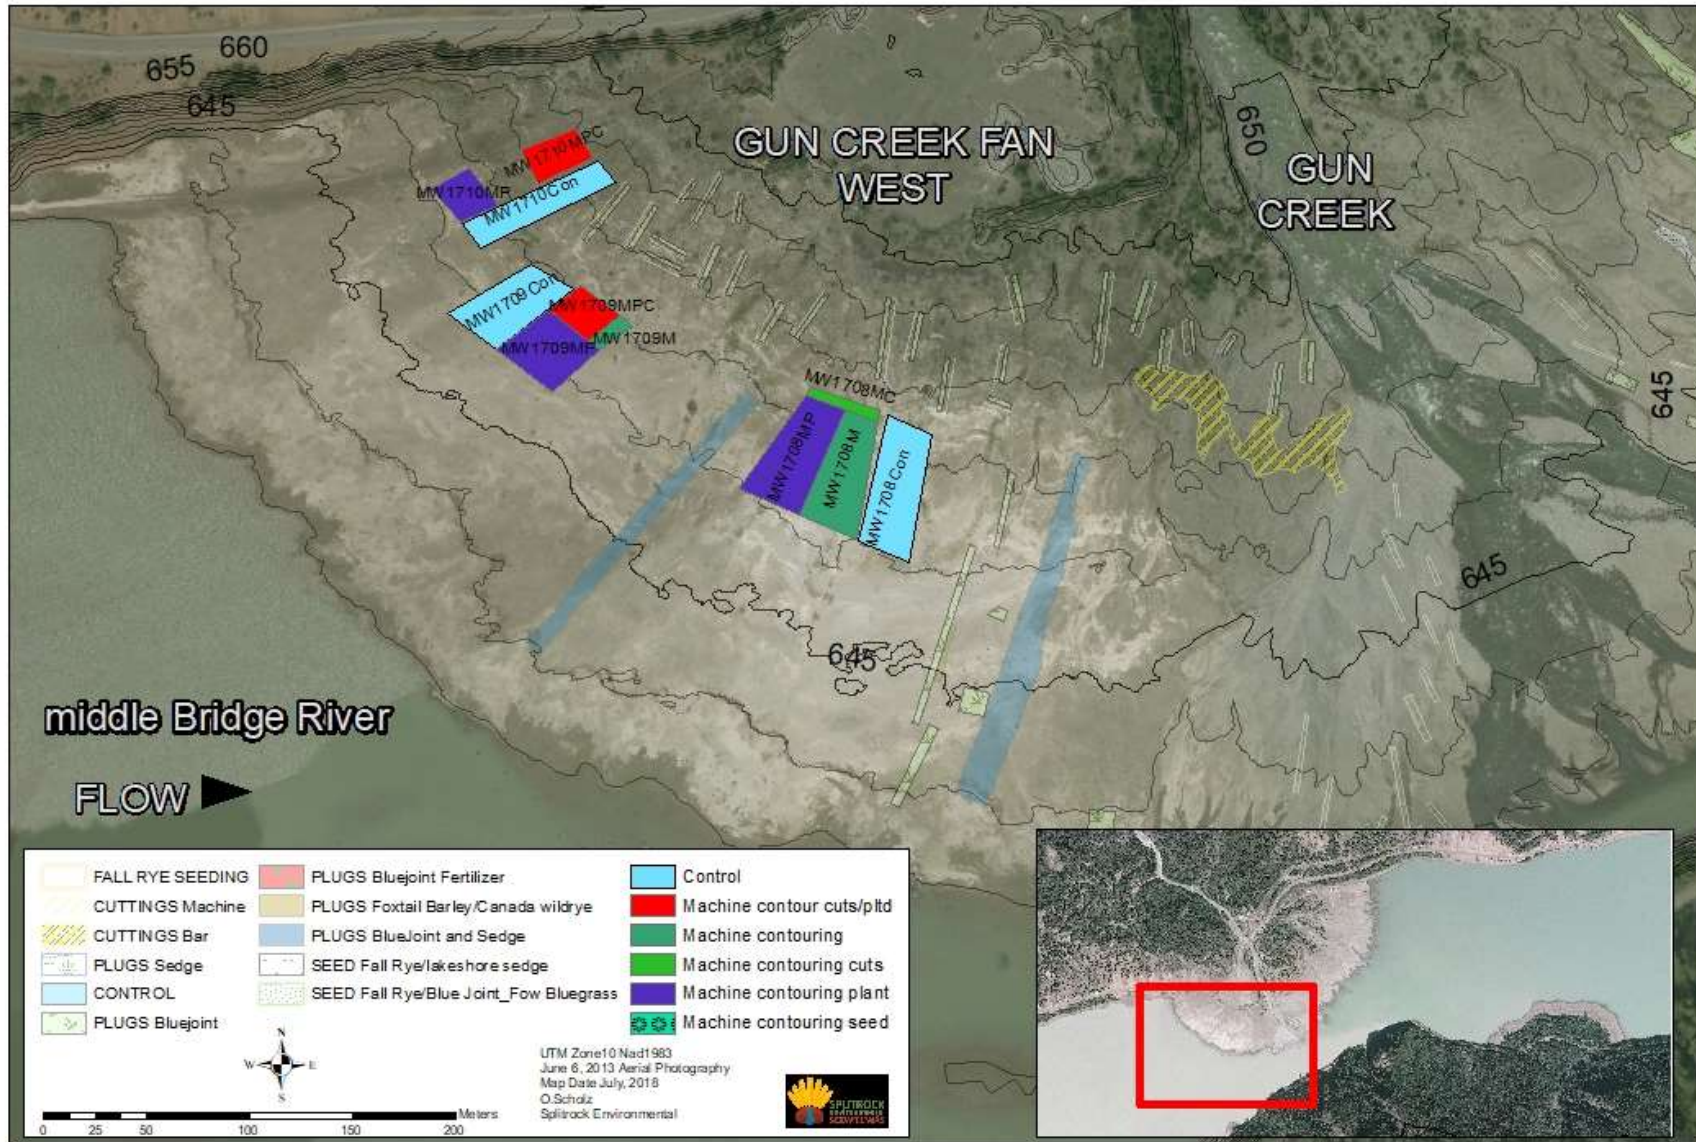 660
655
645
GUN CREEK FAN
WEST
650
GUN
CREEK
MW1710MPC
MW1710MP
MW1710Con
MW1709Con
MW1709MPC
MW1709M
MW1709MP
MW1708MC
MW1708MP
MW1708M
MW1708Con
645
645
645
middle Bridge River
FLOW
FALL RYE SEEDING
CUTTINGS Machine
CUTTINGS Bar
PLUGS Sedge
CONTROL
PLUGS Bluejoint
PLUGS Bluejoint Fertilizer
PLUGS Foxtail Barley/Canada wildrye
PLUGS BlueJoint and Sedge
SEED Fall Rye/lakeshore sedge
SEED Fall Rye/Blue Joint_Fow Bluegrass
Control
Machine contour cuts/pltd
Machine contouring
Machine contouring cuts
Machine contouring plant
Machine contouring seed
N
W E
S
UTM Zone10 Nad1983
June 6, 2013 Aerial Photography
Map Date July, 2018
O.Scholz
Splitrock Environmental
SPLITROCK
ENVIRONMENTAL
Meters
0 25 50 100 150 200